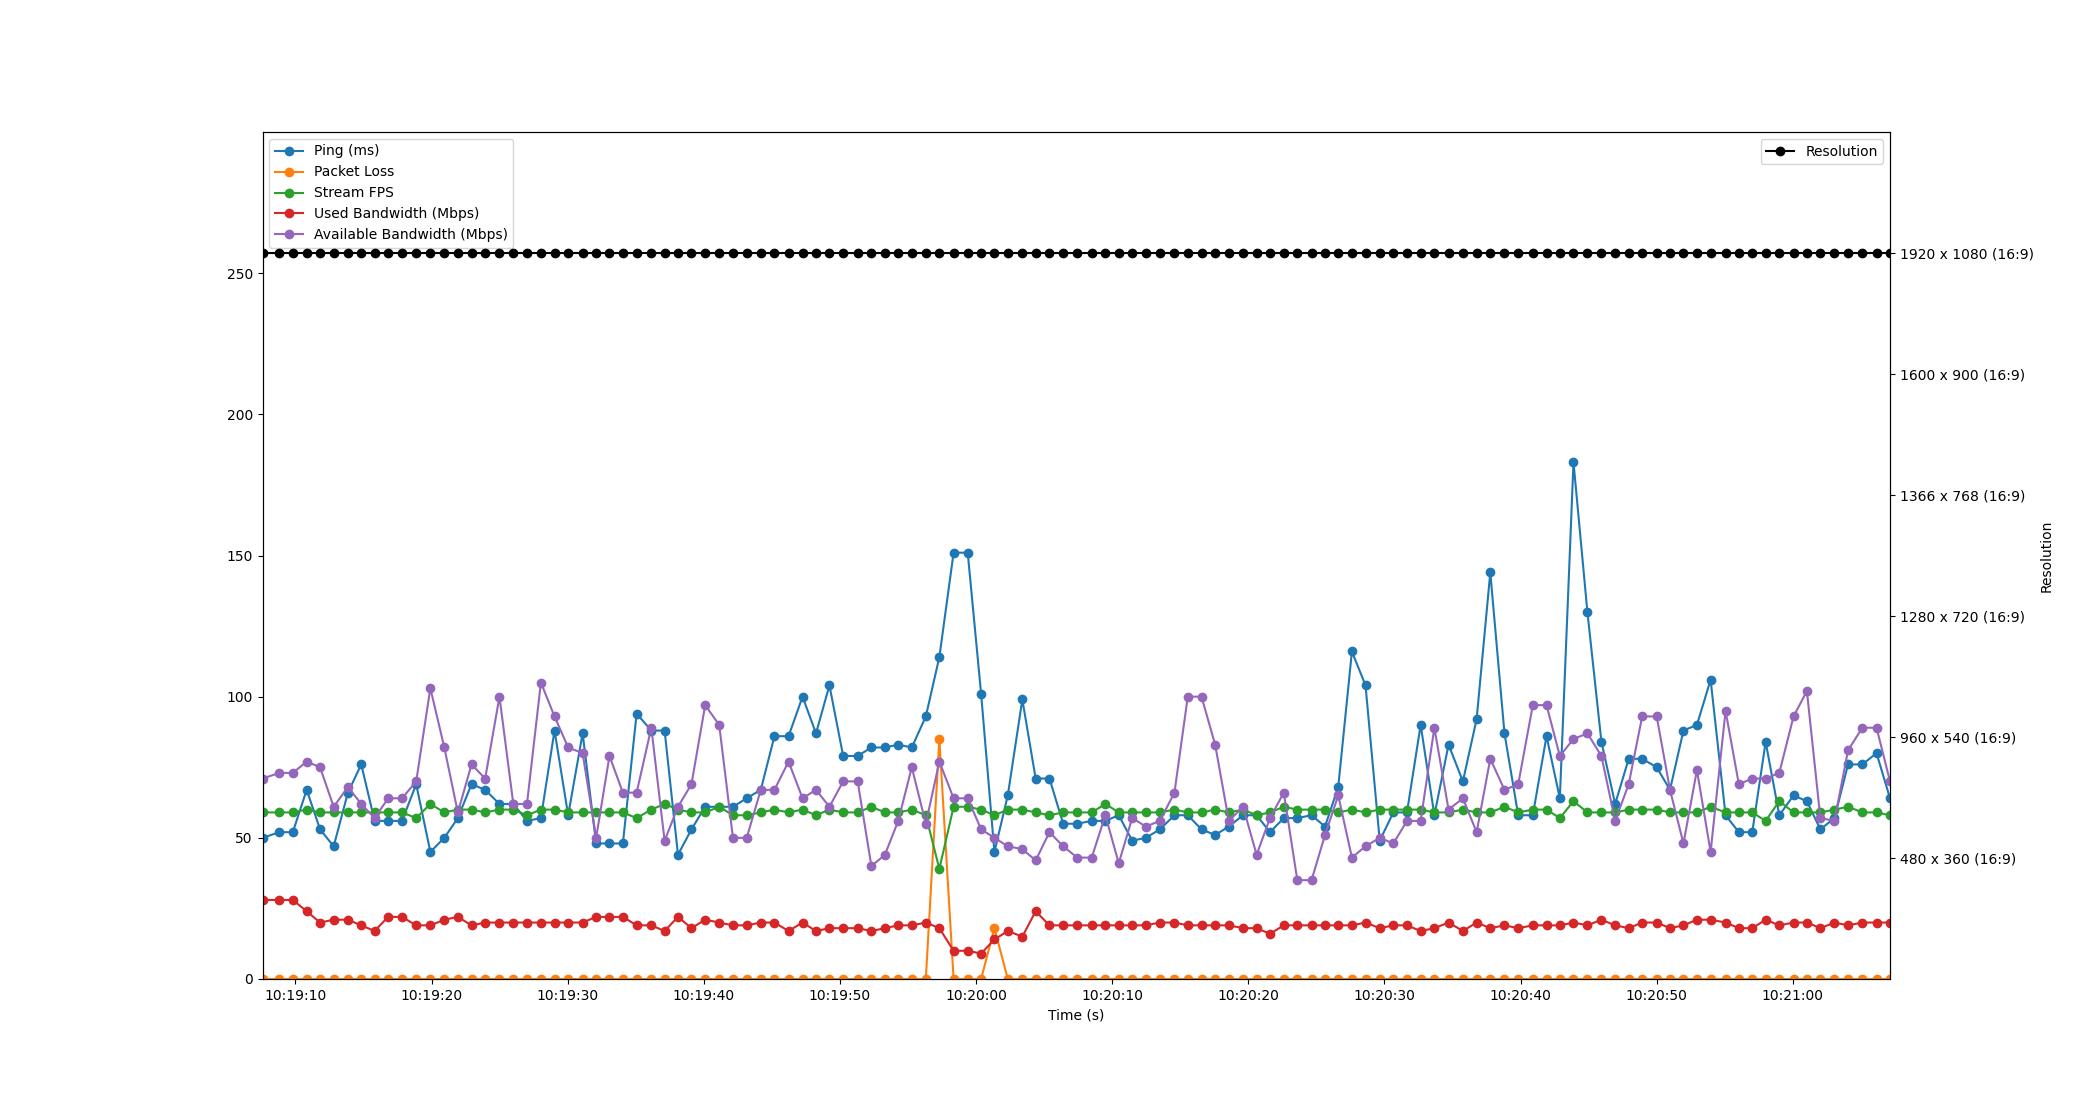 Ping (ms)
Packet Loss
Stream FPS
Used Bandwidth (Mbps)
Available Bandwidth (Mbps)
Resolution
250
200
150
100
50
0
1920 x 1080 (16:9)
1600 x 900 (16:9)
1366 x 768 (16:9)
1280 x 720 (16:9)
960 x 540 (16:9)
480 x 360 (16:9)
Resolution
10:19:10 10:19:20 10:19:30 10:19:40 10:19:50 10:20:00 10:20:10 10:20:20 10:20:30 10:20:40 10:20:50 10:21:00
Time (s)